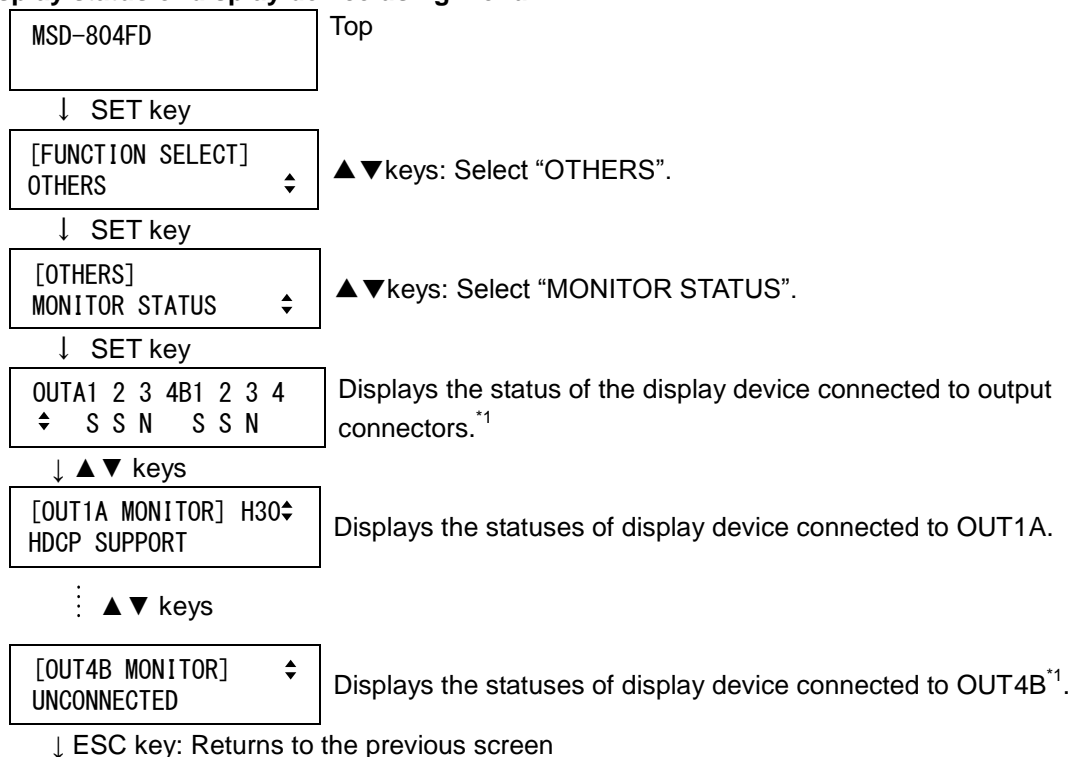 MSD-804FD
Top
↓ SET key
[FUNCTION SELECT]
OTHERS
▲▼keys: Select “OTHERS”.
↓ SET key
[OTHERS]
MONITOR STATUS
▲▼keys: Select “MONITOR STATUS”.
↓ SET key
OUTA1 2 3 4B1 2 3 4
S S N S S N
Displays the status of the display device connected to output
connectors.*1
↓ ▲▼ keys
[OUT1A MONITOR] H30
HDCP SUPPORT
Displays the statuses of display device connected to OUT1A.
▲▼ keys
[OUT4B MONITOR]
UNCONNECTED
Displays the statuses of display device connected to OUT4B*1.
↓ ESC key: Returns to the previous screen